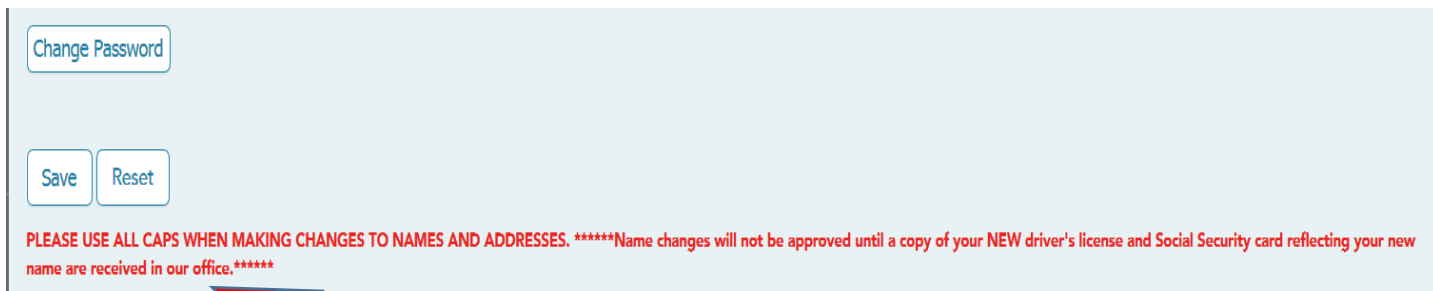 Change Password
Save Reset
PLEASE USE ALL CAPS WHEN MAKING CHANGES TO NAMES AND ADDRESSES. ******Name changes will not be approved until a copy of your NEW driver's license and Social Security card reflecting your new
name are received in our office.******